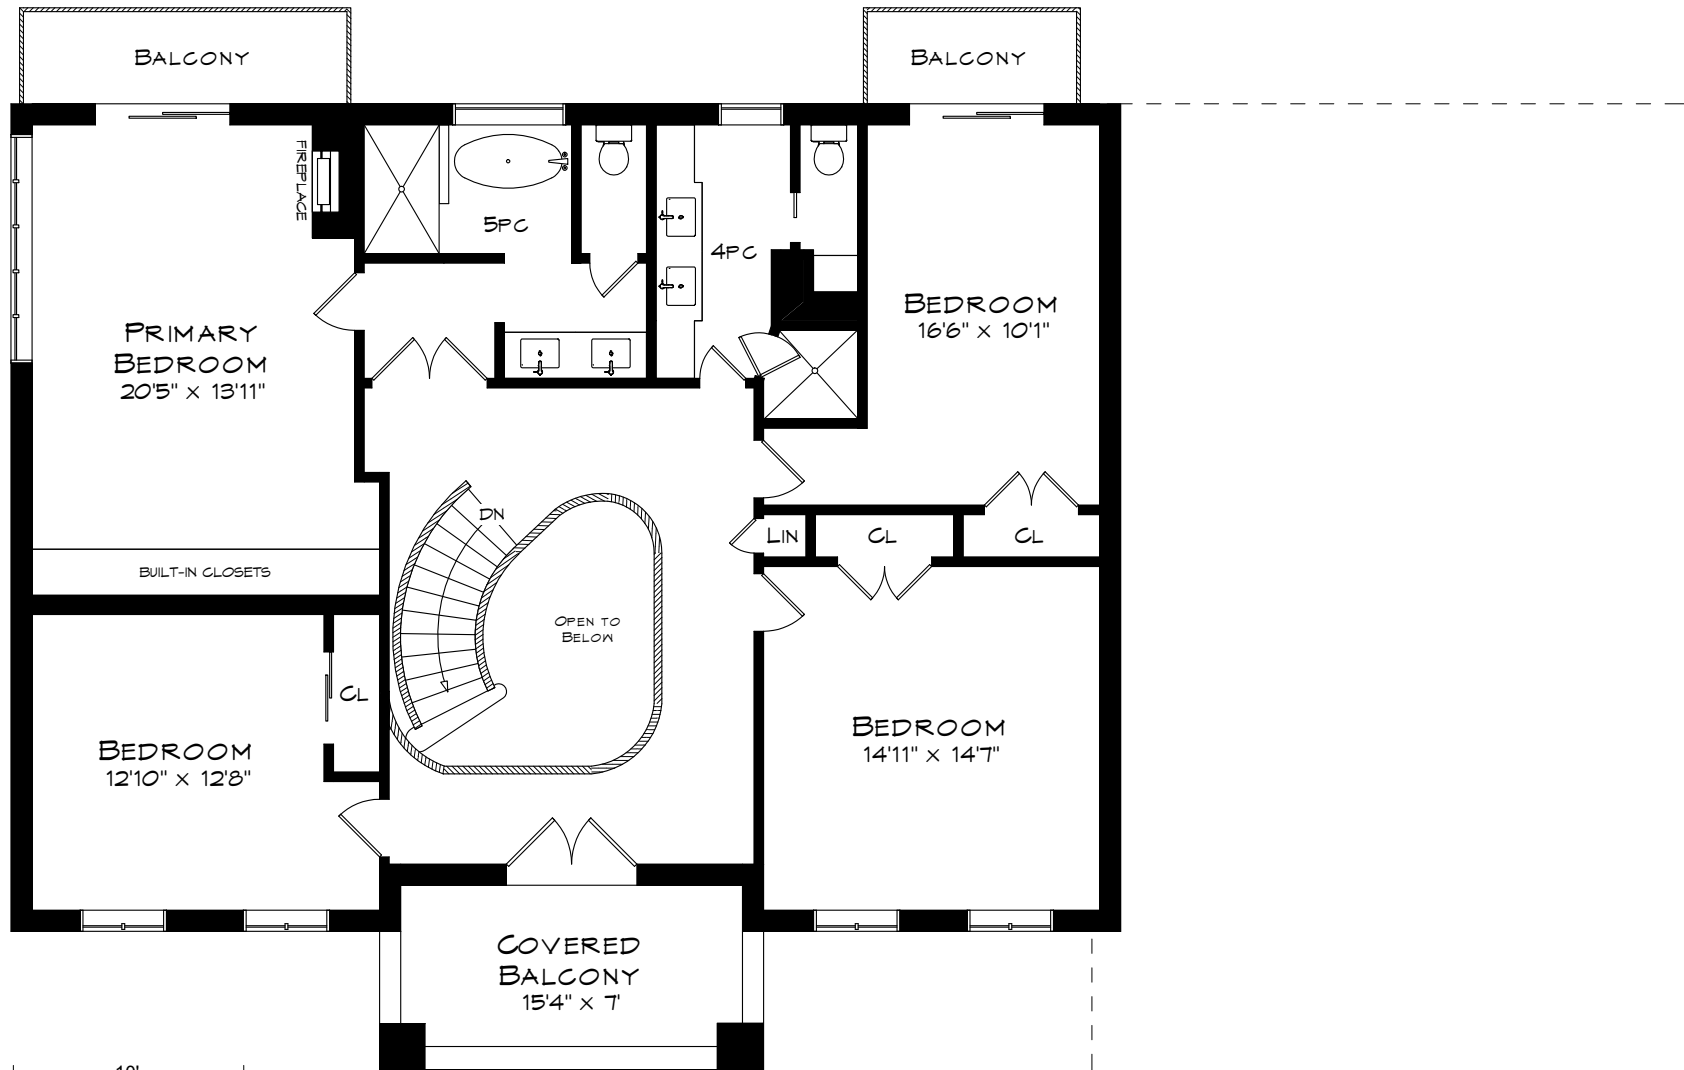 BALCONY
BALCONY
FIREPLACE
5PC
4PC
BEDROOM
16'6" x 10'1"
PRIMARY
BEDROOM
20'5" x 13'11"
DN
LIN
CL
CL
BUILT-IN CLOSETS
OPEN TO
BELOW
CL
BEDROOM
14'11" x 14'7"
BEDROOM
12'10" x 12'8"
COVERED
BALCONY
15'4" x 7'
10'